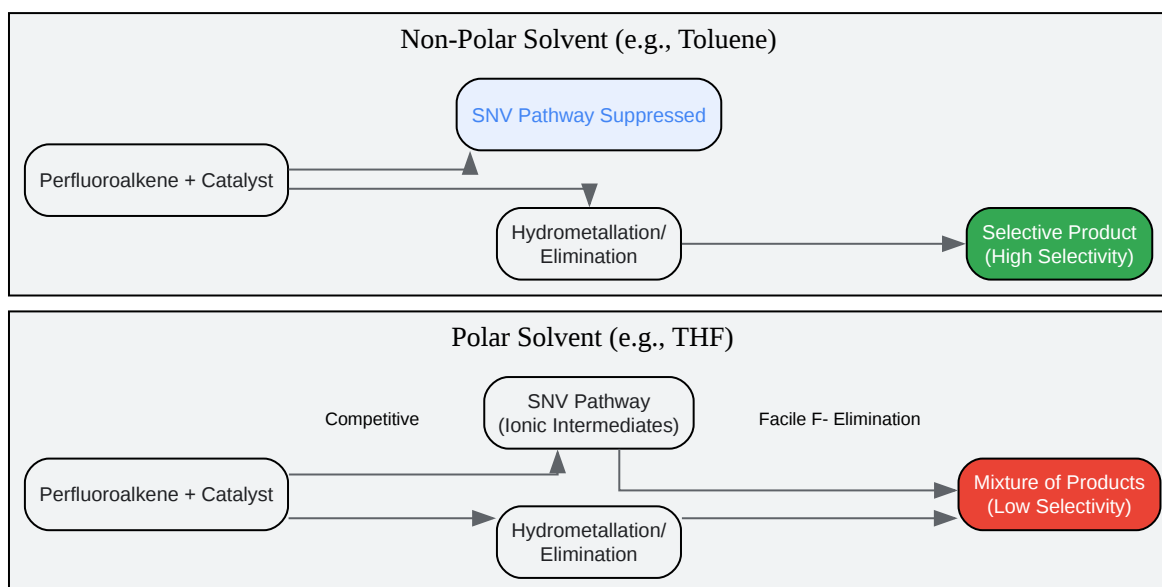 Non-Polar Solvent (e.g., Toluene)
SNV Pathway Suppressed
Perfluoroalkene + Catalyst
Hydrometallation/
Elimination
Selective Product
(High Selectivity)
Polar Solvent (e.g., THF)
Competitive
SNV Pathway
(Ionic Intermediates)
Facile F- Elimination
Perfluoroalkene + Catalyst
Hydrometallation/
Elimination
Mixture of Products
(Low Selectivity)